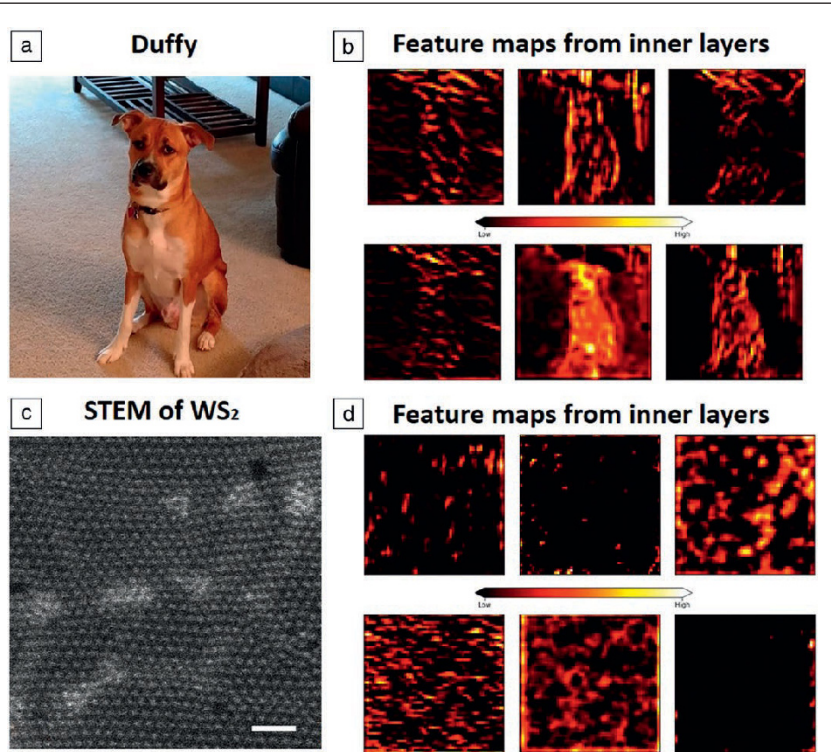 a
Duffy
b
Feature maps from inner layers
Low
High
c
STEM of WS₂
d
Feature maps from inner layers
Low
High